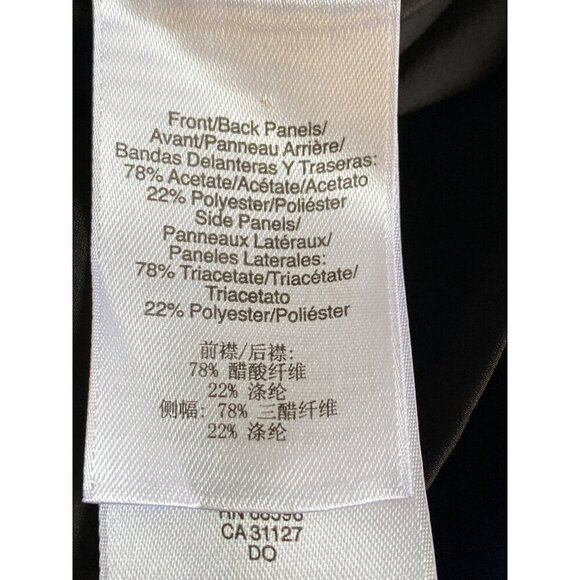 Front/Back Panels/
Avant/Panneau Arrière/
Bandas Delanteras Y Traseras:
78% Acetate/Acétate/Acetato
22% Polyester/Poliéster
Side Panels/
Panneaux Latéraux/
Paneles Laterales:
78% Triacetate/Triacétate/
Triacetato
22% Polyester/Poliéster
前襟/后襟:
78% 醋酸纤维
22% 涤纶
侧幅: 78% 三醋纤维
22% 涤纶
RN
CA 31127
DO